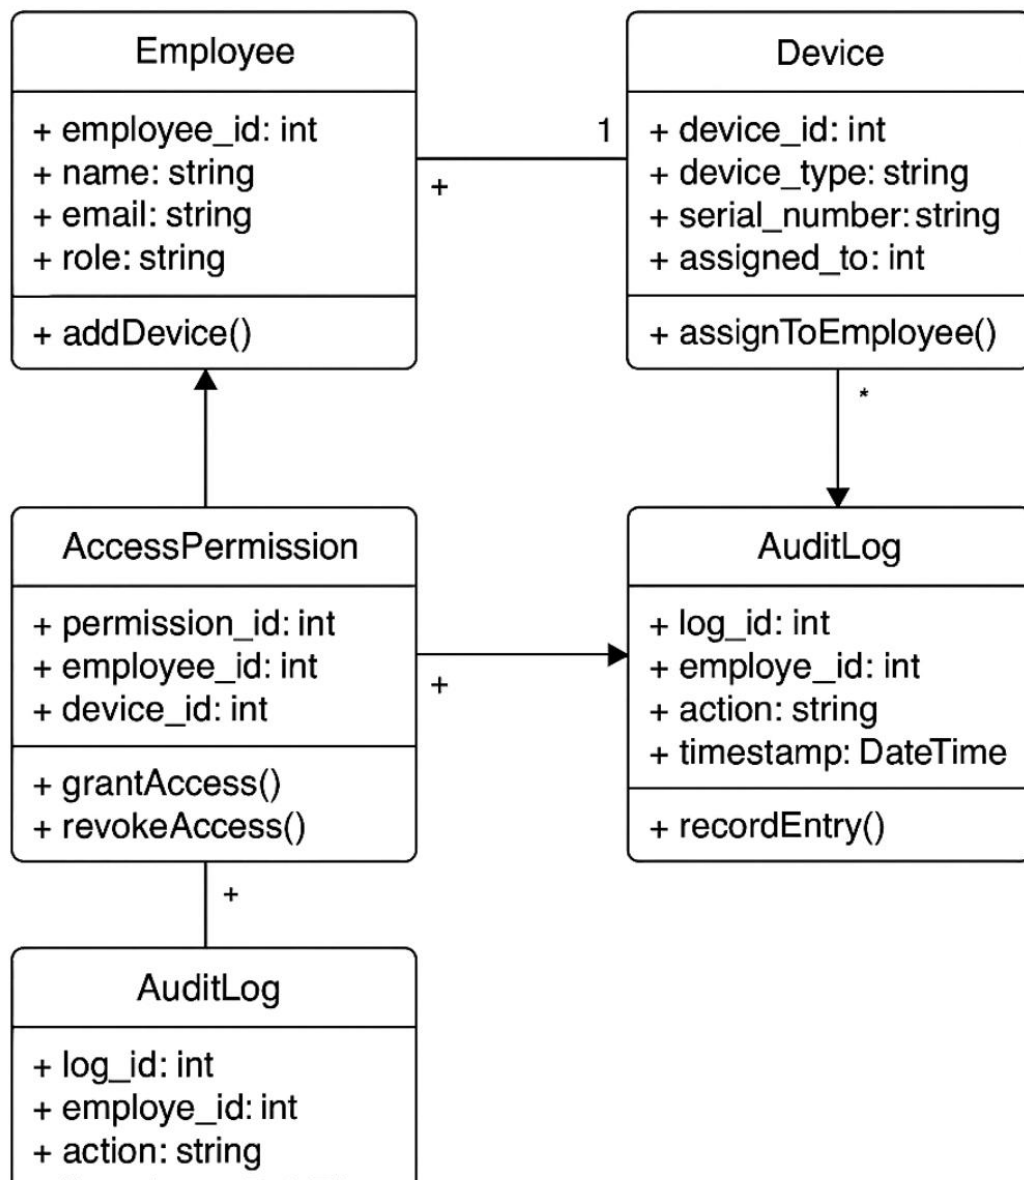 Employee
+ employee_id: int
+ name: string
+ email: string
+ role: string
+ addDevice()
+
1
Device
+ device_id: int
+ device_type: string
+ serial_number: string
+ assigned_to: int
+ assignToEmployee()
*
AccessPermission
+ permission_id: int
+ employee_id: int
+ device_id: int
+ grantAccess()
+ revokeAccess()
+
+
AuditLog
+ log_id: int
+ employe_id: int
+ action: string
+ timestamp: DateTime
+ recordEntry()
AuditLog
+ log_id: int
+ employe_id: int
+ action: string